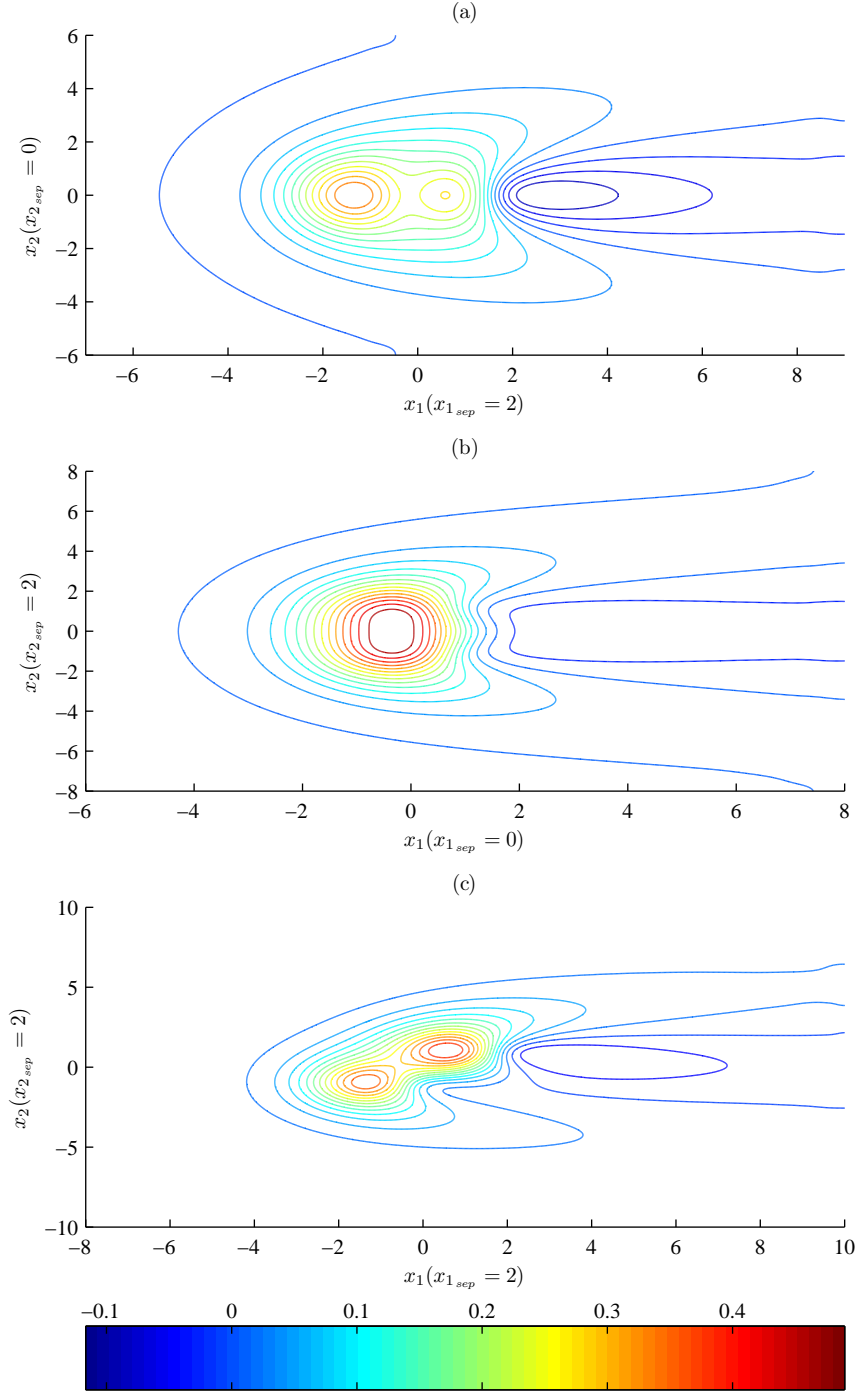 (a)
6
4
2
0
−2
−4
−6
x₂(x₂ₛₑₚ = 0)
−6 −4 −2 0 2 4 6 8
x₁(x₁ₛₑₚ = 2)
(b)
8
6
4
2
0
−2
−4
−6
−8
x₂(x₂ₛₑₚ = 2)
−6 −4 −2 0 2 4 6 8
x₁(x₁ₛₑₚ = 0)
(c)
10
5
0
−5
−10
x₂(x₂ₛₑₚ = 2)
−8 −6 −4 −2 0 2 4 6 8 10
x₁(x₁ₛₑₚ = 2)
−0.1 0 0.1 0.2 0.3 0.4